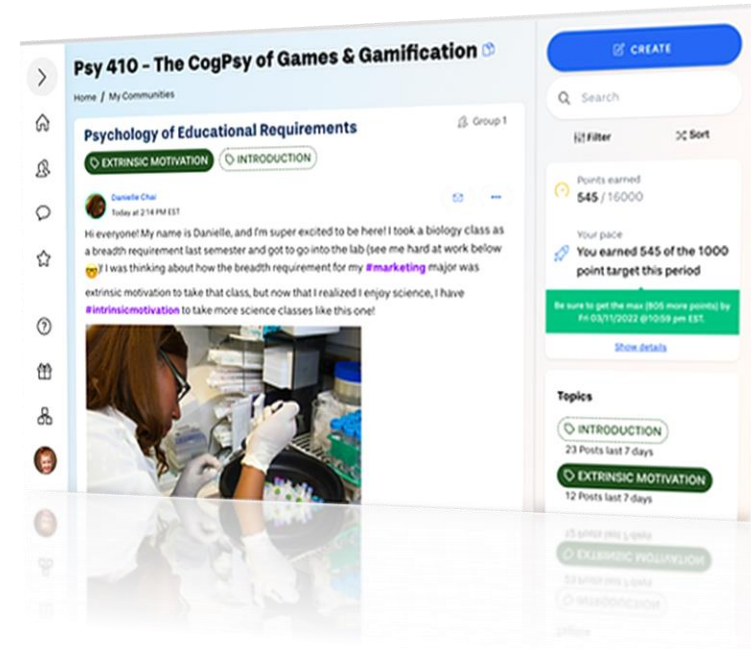 Psy 410 - The CogPsy of Games & Gamification
Home / My Communities
Psychology of Educational Requirements
Group 1
EXTRINSIC MOTIVATION
INTRODUCTION
Danielle Chai
Today at 2:14 PM EST
Hi everyone! My name is Danielle, and I'm super excited to be here! I took a biology class as
a breadth requirement last semester and got to go into the lab (see me hard at work below
🤓)! I was thinking about how the breadth requirement for my #marketing major was
extrinsic motivation to take that class, but now that I realized I enjoy science, I have
#intrinsicmotivation to take more science classes like this one!
CREATE
Search
Filter
Sort
Points earned
545 / 16000
Your pace
You earned 545 of the 1000
point target this period
Be sure to get the max (805 more points) by
Fri 03/11/2022 @10:59 pm EST.
Show details
Topics
INTRODUCTION
23 Posts last 7 days
EXTRINSIC MOTIVATION
12 Posts last 7 days